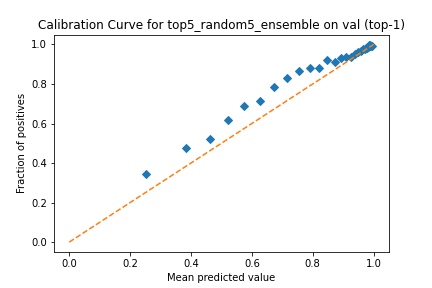 Calibration Curve for top5_random5_ensemble on val (top-1)
1.0
0.8
0.6
0.4
0.2
0.0
Fraction of positives
0.0 0.2 0.4 0.6 0.8 1.0
Mean predicted value